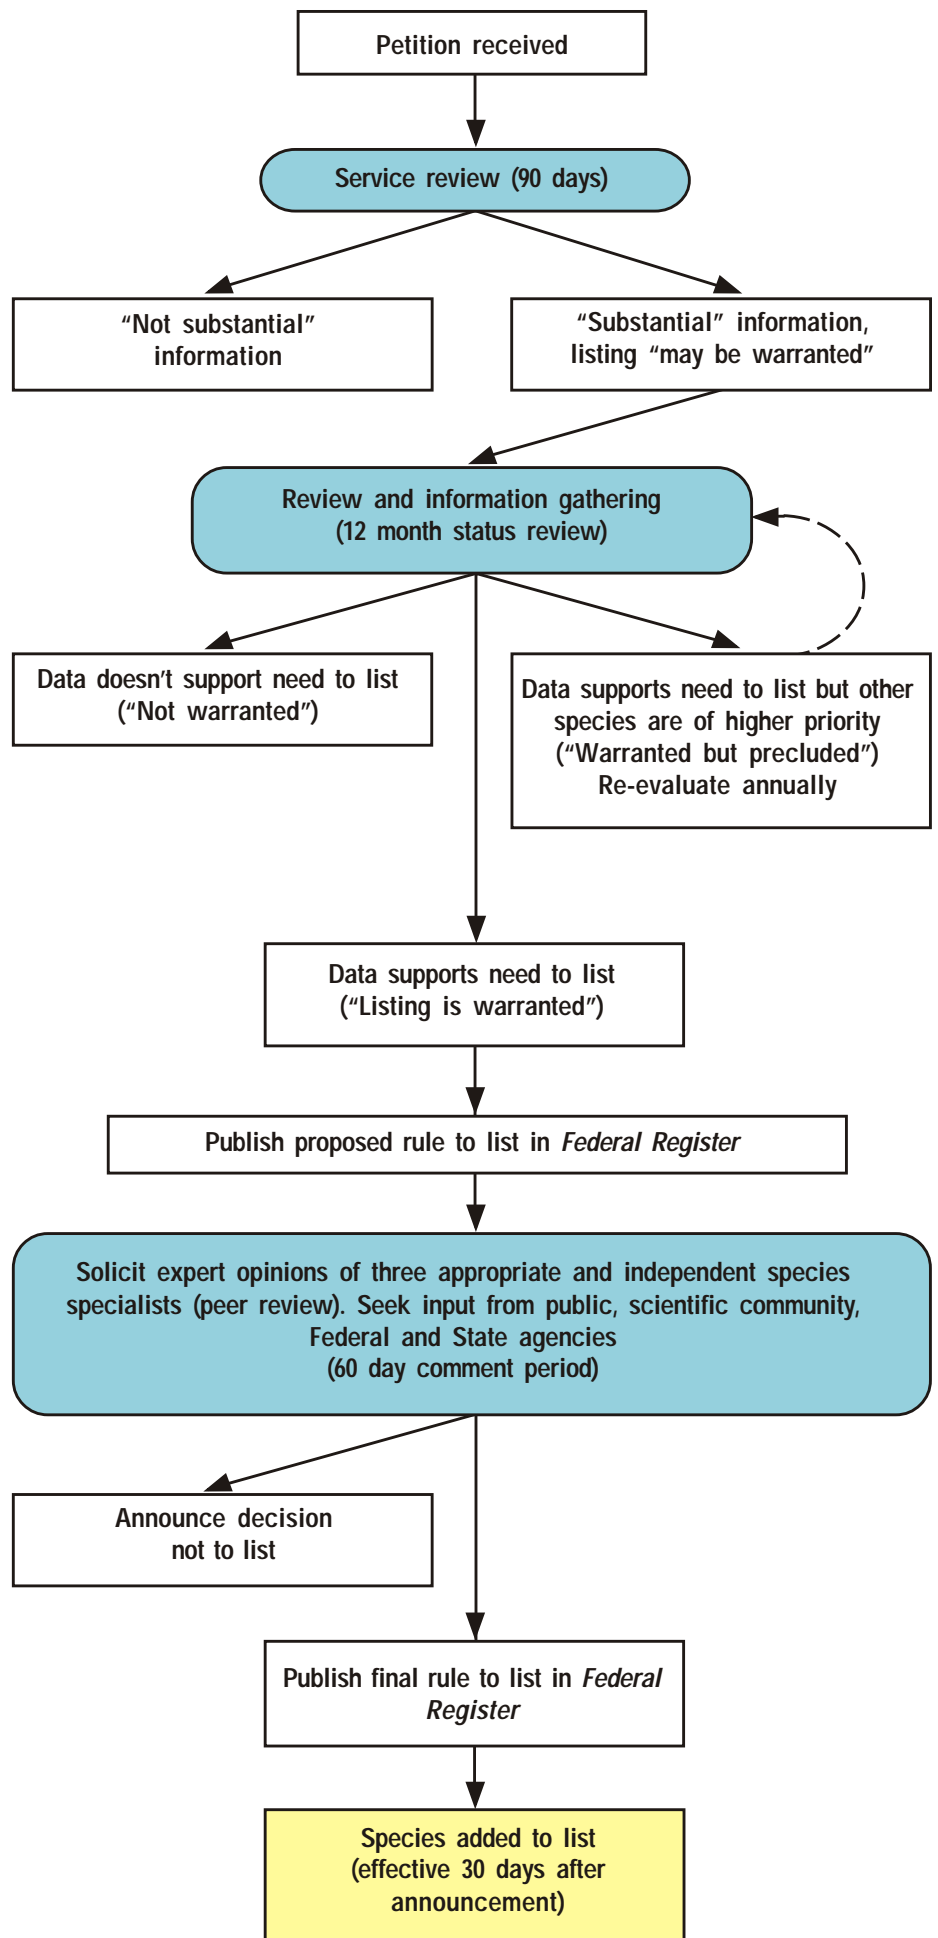 Petition received
Service review (90 days)
“Not substantial”
information
“Substantial” information,
listing “may be warranted”
Review and information gathering
(12 month status review)
Data doesn't support need to list
(“Not warranted”)
Data supports need to list but other
species are of higher priority
(“Warranted but precluded”)
Re-evaluate annually
Data supports need to list
(“Listing is warranted”)
Publish proposed rule to list in Federal Register
Solicit expert opinions of three appropriate and independent species
specialists (peer review). Seek input from public, scientific community,
Federal and State agencies
(60 day comment period)
Announce decision
not to list
Publish final rule to list in Federal
Register
Species added to list
(effective 30 days after
announcement)